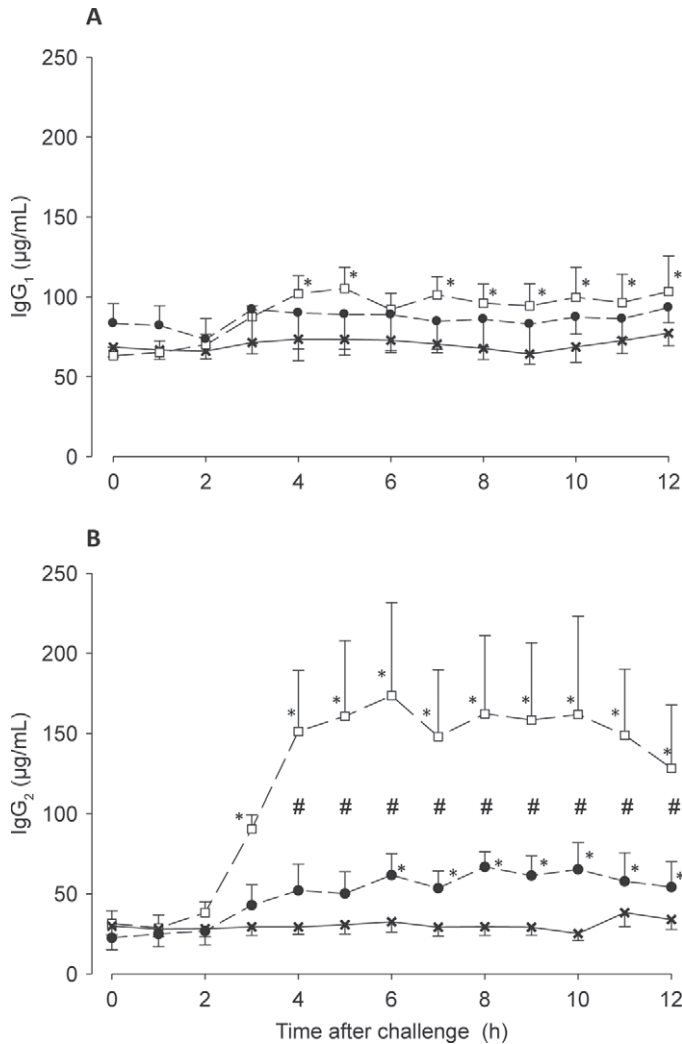 A
250
200
150
100
50
0
IgG₁ (µg/mL)
* * * * * * * *
0 2 4 6 8 10 12
B
250
200
150
100
50
0
IgG₂ (µg/mL)
* * * * * * * * * *
# # # # # # # # #
* * * * * * *
0 2 4 6 8 10 12
Time after challenge (h)